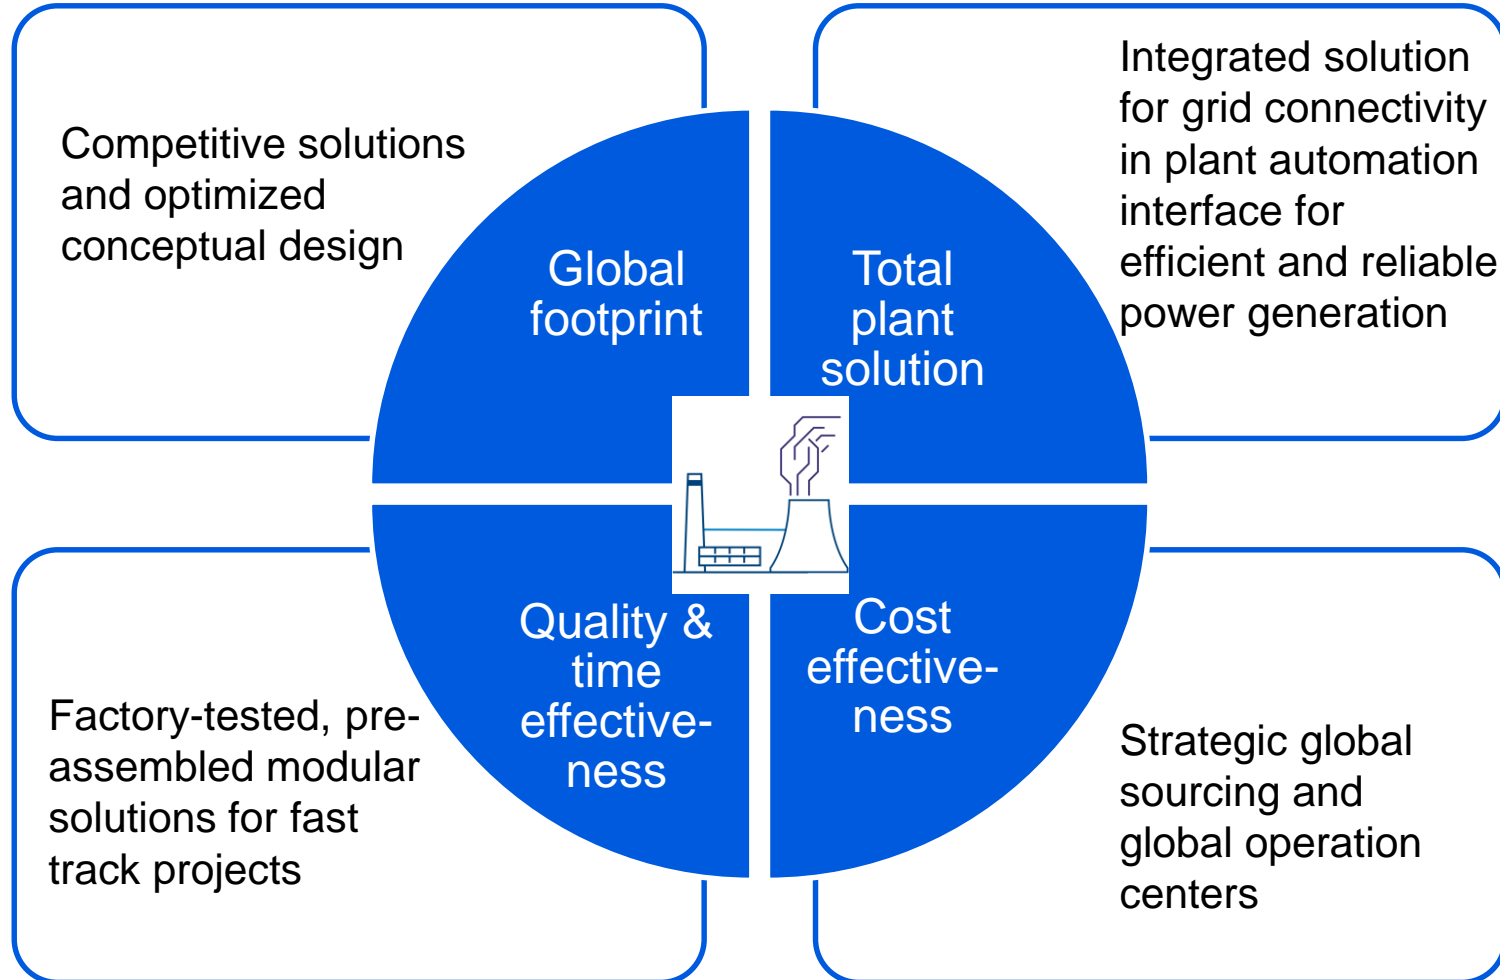 Competitive solutions
and optimized
conceptual design
Global
footprint
Total
plant
solution
Integrated solution
for grid connectivity
in plant automation
interface for
efficient and reliable
power generation
Factory-tested, pre-
assembled modular
solutions for fast
track projects
Quality &
time
effective-
ness
Cost
effective-
ness
Strategic global
sourcing and
global operation
centers